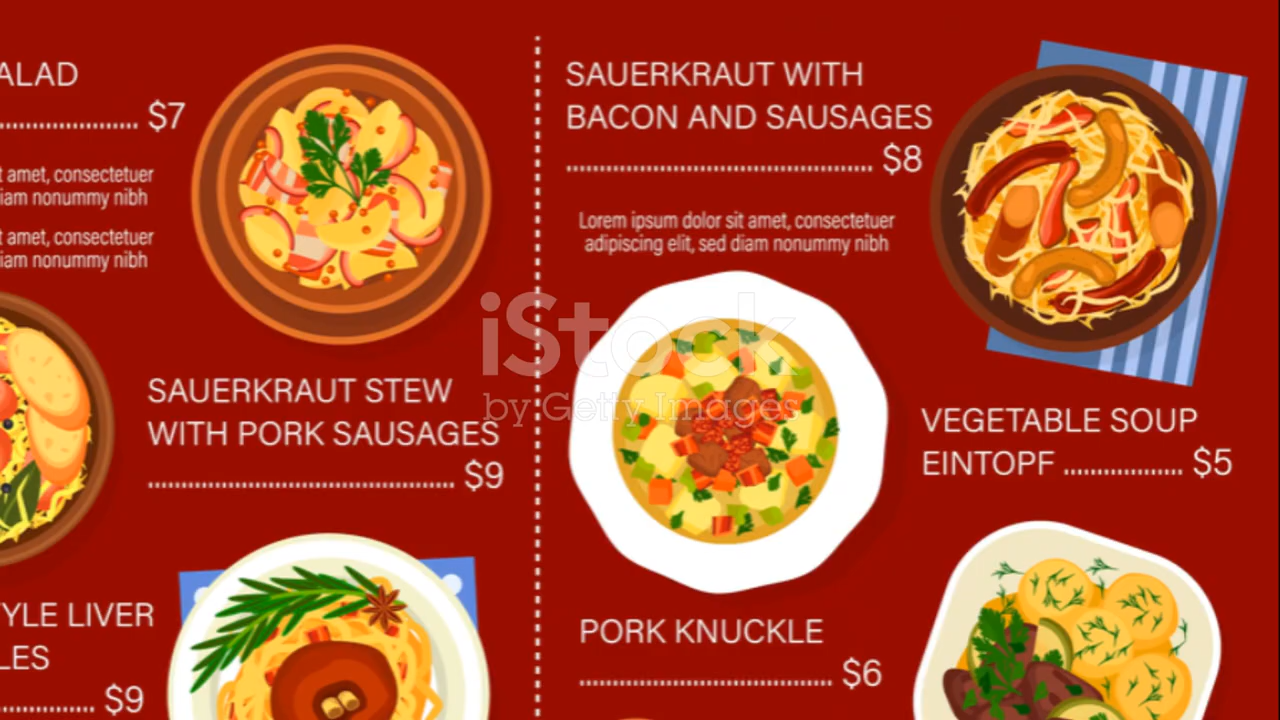 ALAD
$7
t amet, consectetuer
diam nonummy nibh
t amet, consectetuer
diam nonummy nibh
SAUERKRAUT STEW
WITH PORK SAUSAGES
$9
YLE LIVER
LES
$9
SAUERKRAUT WITH
BACON AND SAUSAGES
$8
Lorem ipsum dolor sit amet, consectetuer
adipiscing elit, sed diam nonummy nibh
iStock
by Getty Images
VEGETABLE SOUP
EINTOPF ................. $5
PORK KNUCKLE
$6